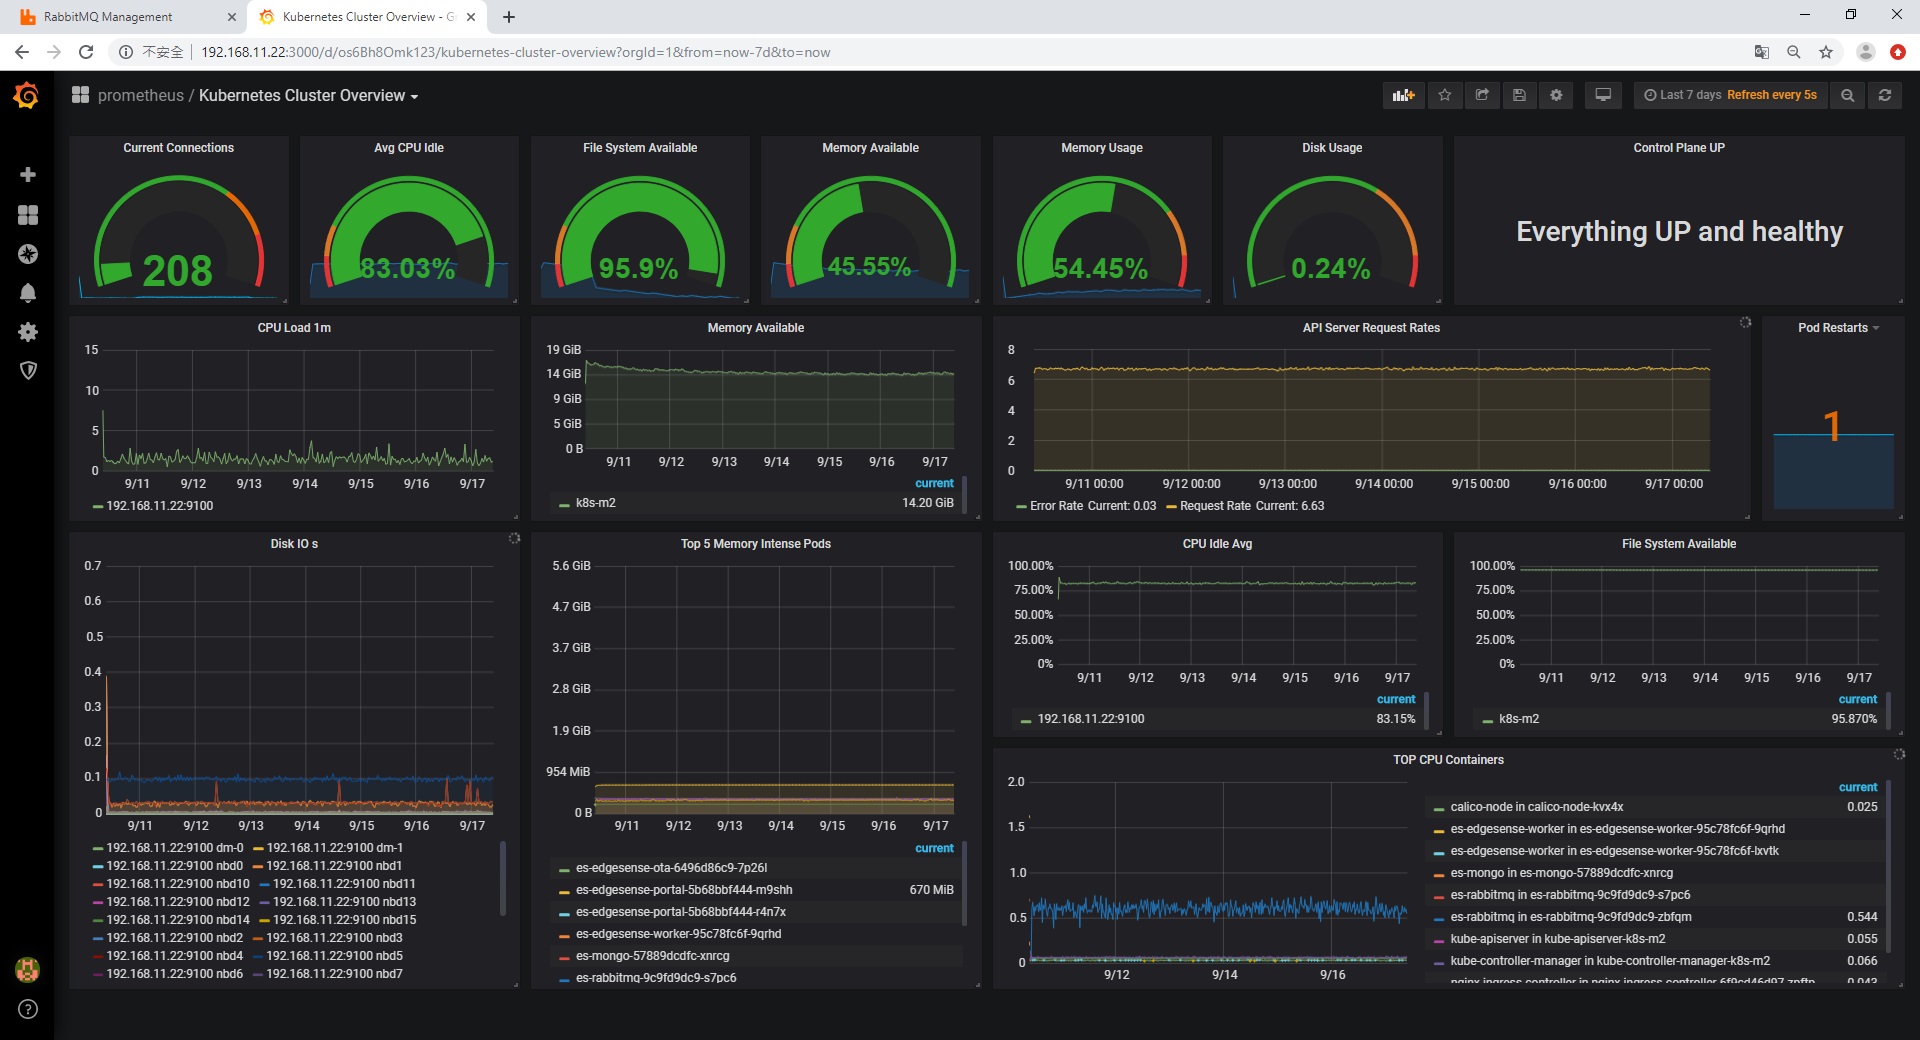 RabbitMQ Management
Kubernetes Cluster Overview - G
不安全
192.168.11.22:3000/d/os6Bh8Omk123/kubernetes-cluster-overview?orgId=1&from=now-7d&to=now
prometheus / Kubernetes Cluster Overview
Last 7 days Refresh every 5s
Current Connections
208
Avg CPU Idle
83.03%
File System Available
95.9%
Memory Available
45.55%
Memory Usage
54.45%
Disk Usage
0.24%
Control Plane UP
Everything UP and healthy
CPU Load 1m
15
10
5
0
9/11 9/12 9/13 9/14 9/15 9/16 9/17
192.168.11.22:9100
Memory Available
19 GiB
14 GiB
9 GiB
5 GiB
0 B
9/11 9/12 9/13 9/14 9/15 9/16 9/17
current
k8s-m2 14.20 GiB
API Server Request Rates
8
6
4
2
0
9/11 00:00 9/12 00:00 9/13 00:00 9/14 00:00 9/15 00:00 9/16 00:00 9/17 00:00
Error Rate Current: 0.03 Request Rate Current: 6.63
Pod Restarts
1
Disk IO s
0.7
0.6
0.5
0.4
0.3
0.2
0.1
0
9/11 9/12 9/13 9/14 9/15 9/16 9/17
192.168.11.22:9100 dm-0 192.168.11.22:9100 dm-1
192.168.11.22:9100 nbd0 192.168.11.22:9100 nbd1
192.168.11.22:9100 nbd10 192.168.11.22:9100 nbd11
192.168.11.22:9100 nbd12 192.168.11.22:9100 nbd13
192.168.11.22:9100 nbd14 192.168.11.22:9100 nbd15
192.168.11.22:9100 nbd2 192.168.11.22:9100 nbd3
192.168.11.22:9100 nbd4 192.168.11.22:9100 nbd5
192.168.11.22:9100 nbd6 192.168.11.22:9100 nbd7
Top 5 Memory Intense Pods
5.6 GiB
4.7 GiB
3.7 GiB
2.8 GiB
1.9 GiB
954 MiB
0 B
9/11 9/12 9/13 9/14 9/15 9/16 9/17
current
es-edgesense-ota-6496d86c9-7p26l
es-edgesense-portal-5b68bbf444-m9shh 670 MiB
es-edgesense-portal-5b68bbf444-r4n7x
es-edgesense-worker-95c78fc6f-9qrhd
es-mongo-57889dcdfc-xnrcg
es-rabbitmq-9c9fd9dc9-s7pc6
CPU Idle Avg
100.00%
75.00%
50.00%
25.00%
0%
9/11 9/12 9/13 9/14 9/15 9/16 9/17
current
192.168.11.22:9100 83.15%
File System Available
100.00%
75.00%
50.00%
25.00%
0%
9/11 9/12 9/13 9/14 9/15 9/16 9/17
current
k8s-m2 95.870%
TOP CPU Containers
2.0
1.5
1.0
0.5
0
9/12 9/14 9/16
current
calico-node in calico-node-kvx4x 0.025
es-edgesense-worker in es-edgesense-worker-95c78fc6f-9qrhd
es-edgesense-worker in es-edgesense-worker-95c78fc6f-lxvtk
es-mongo in es-mongo-57889dcdfc-xnrcg
es-rabbitmq in es-rabbitmq-9c9fd9dc9-s7pc6
es-rabbitmq in es-rabbitmq-9c9fd9dc9-zbfqm 0.544
kube-apiserver in kube-apiserver-k8s-m2 0.055
kube-controller-manager in kube-controller-manager-k8s-m2 0.066